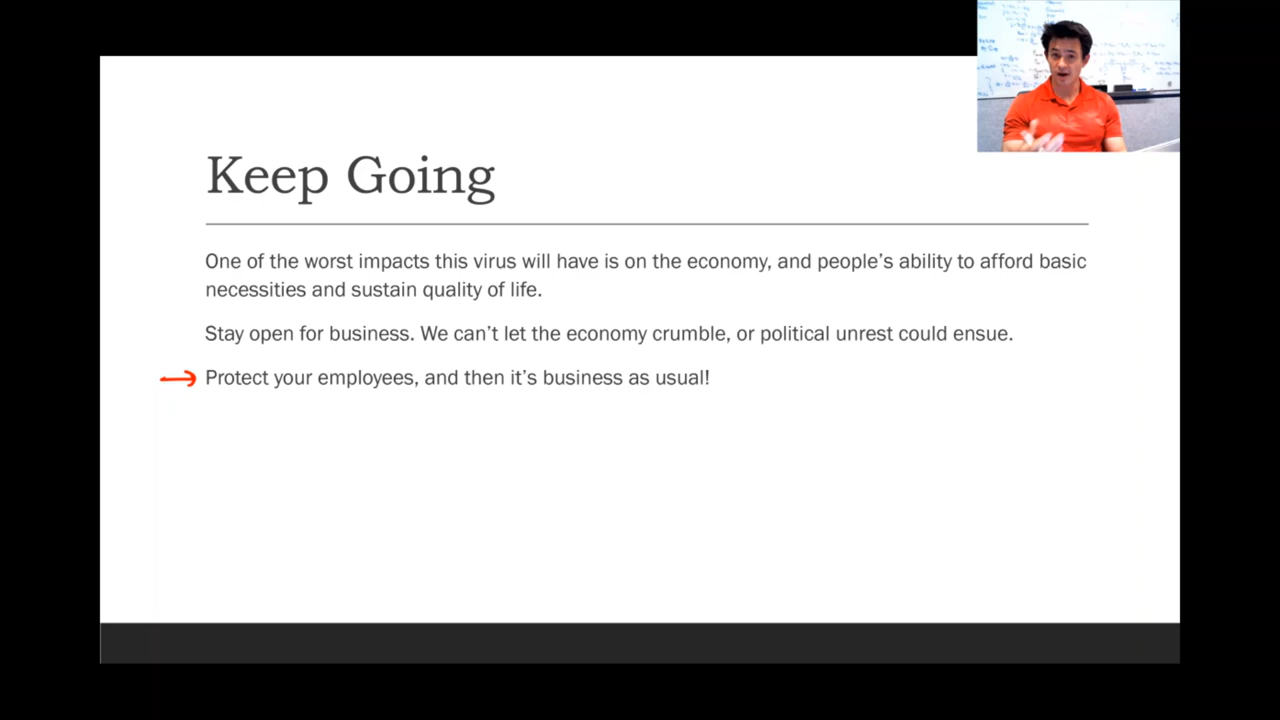 Keep Going
One of the worst impacts this virus will have is on the economy, and people’s ability to afford basic
necessities and sustain quality of life.
Stay open for business. We can’t let the economy crumble, or political unrest could ensue.
Protect your employees, and then it’s business as usual!